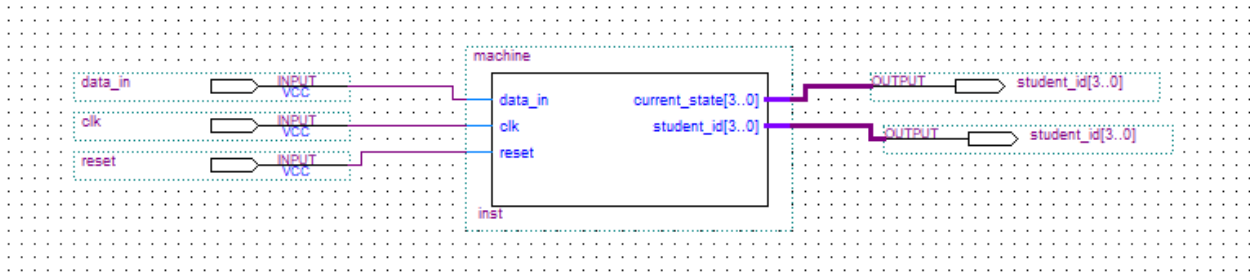 machine
data_in INPUT VCC
data_in current_state[3..0]
OUTPUT student_id[3..0]
clk INPUT VCC
clk student_id[3..0]
OUTPUT student_id[3..0]
reset INPUT VCC
reset
inst